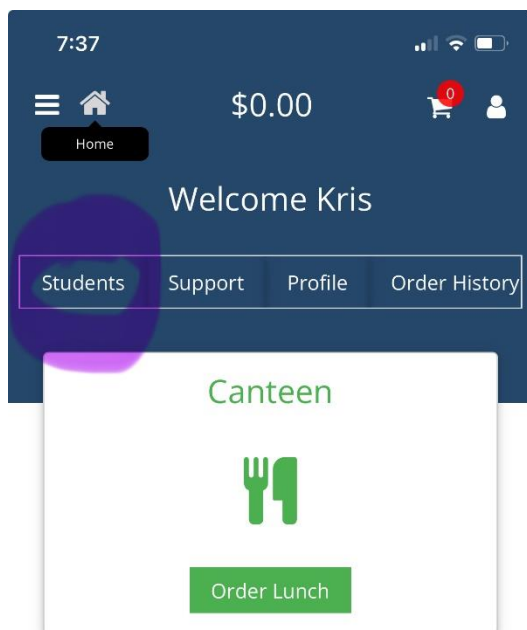 7:37
$0.00 0
Home
Welcome Kris
Students Support Profile Order History
Canteen
Order Lunch